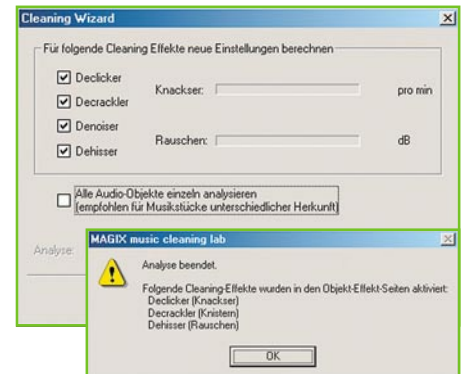 Cleaning Wizard
Für folgende Cleaning Effekte neue Einstellungen berechnen
Declicker
Decrackler
Denoiser
Dehisser
Knackser:
pro min
Rauschen:
dB
Alle Audio-Objekte einzeln analysieren
(empfohlen für Musikstücke unterschiedlicher Herkunft)
Analyse:
MAGIX music cleaning lab
Analyse beendet.
Folgende Cleaning-Effekte wurden in den Objekt-Effekt-Seiten aktiviert:
Declicker (Knackser)
Decrackler (Knistern)
Dehisser (Rauschen)
OK